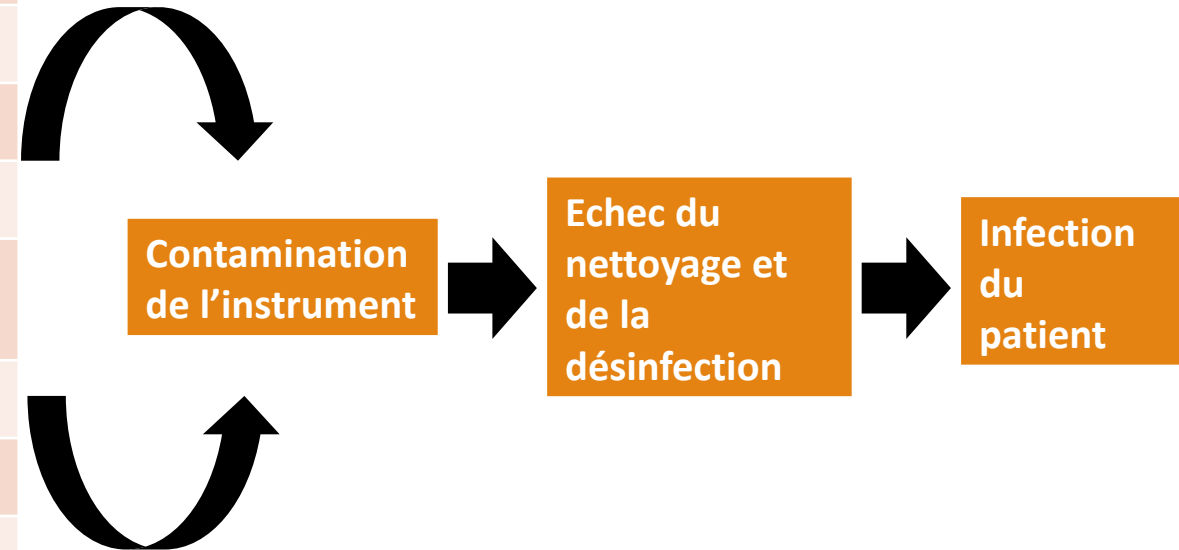 Contamination
de l’instrument
Echec du
nettoyage et
de la
désinfection
Infection
du
patient